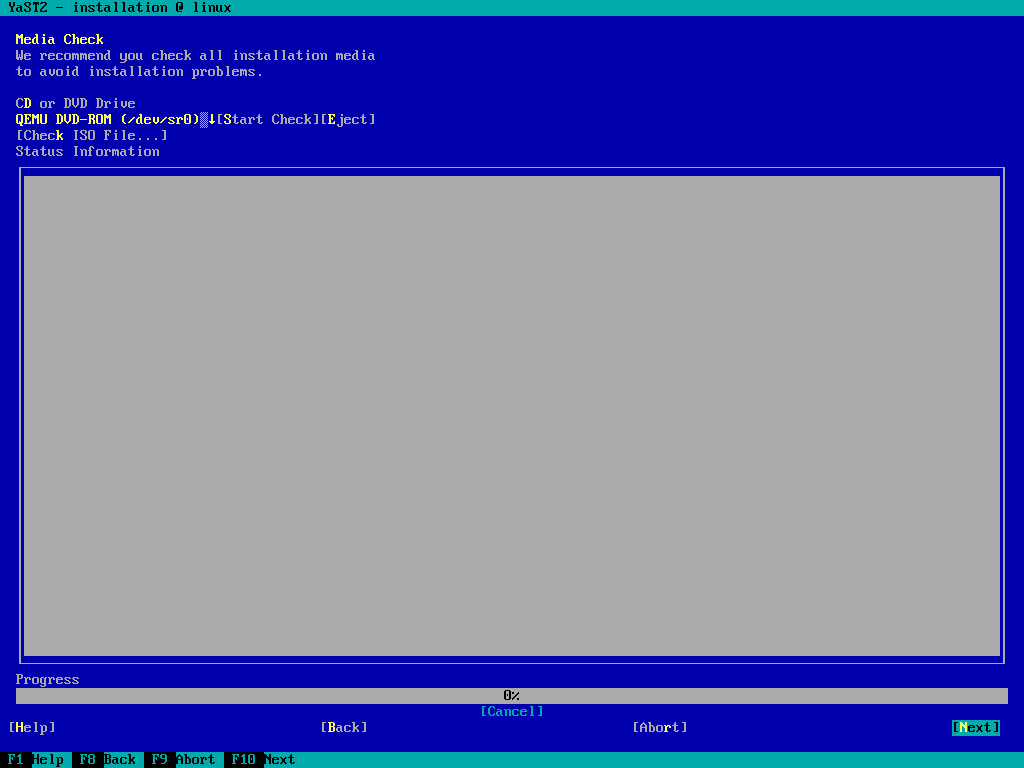 YaST2 - installation @ linux
Media Check
We recommend you check all installation media
to avoid installation problems.
CD or DVD Drive
QEMU DVD-ROM (/dev/sr0)▒↓[Start Check][Eject]
[Check ISO File...]
Status Information
Progress
0%
[Cancel]
[Help] [Back] [Abort] [Next]
F1 Help F8 Back F9 Abort F10 Next